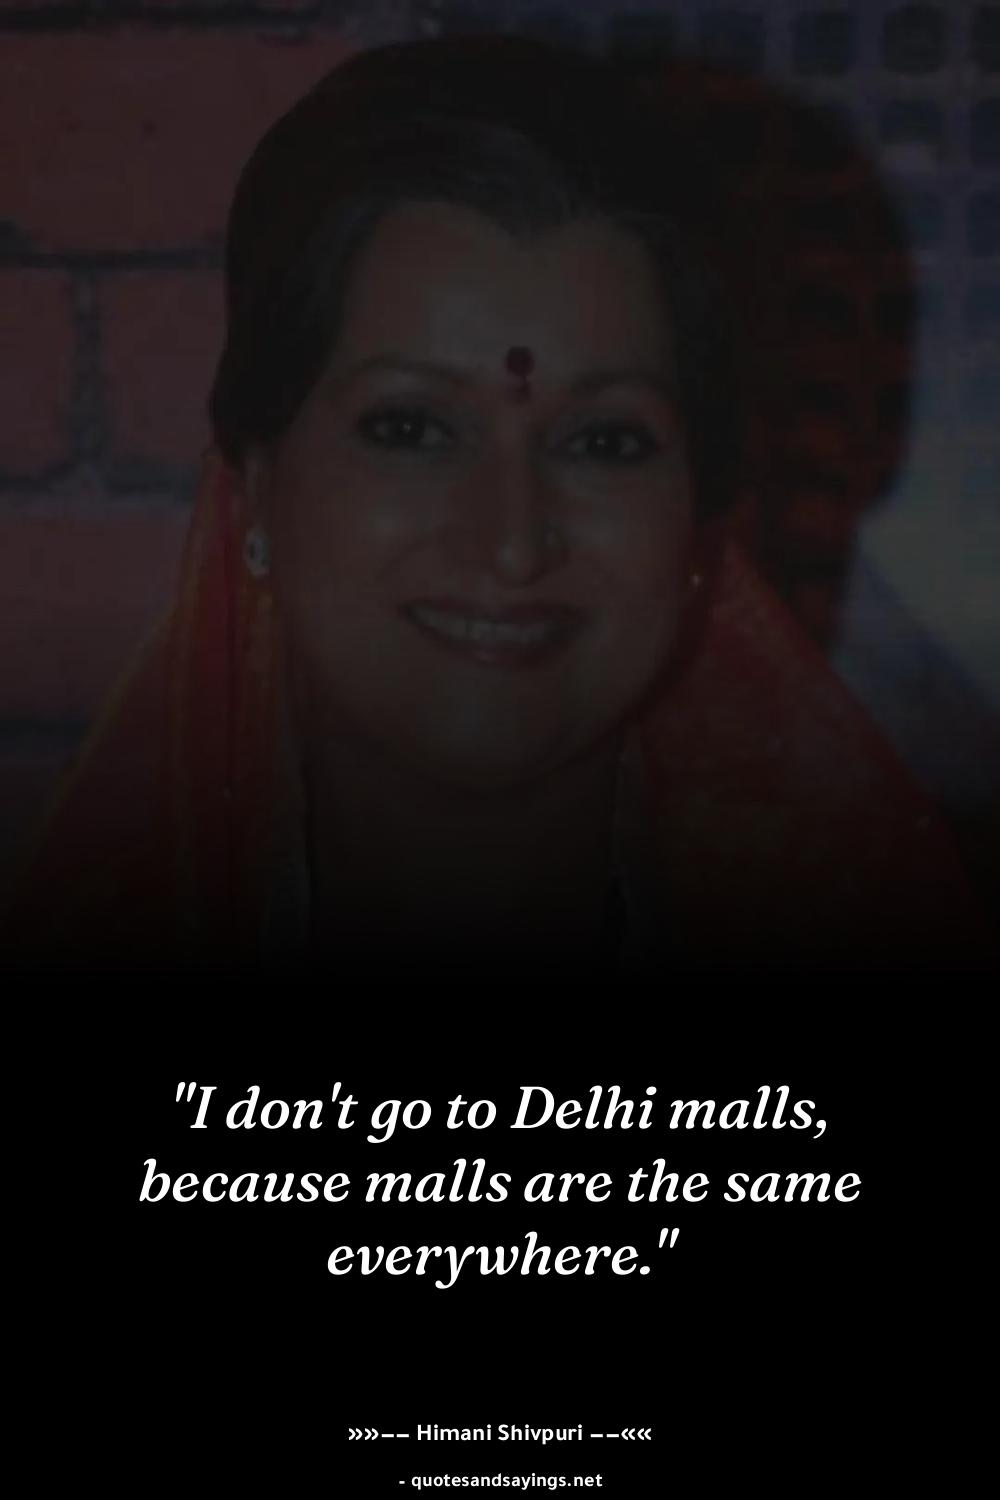 "I don't go to Delhi malls,
because malls are the same
everywhere."
»»−− Himani Shivpuri −−««
- quotesandsayings.net